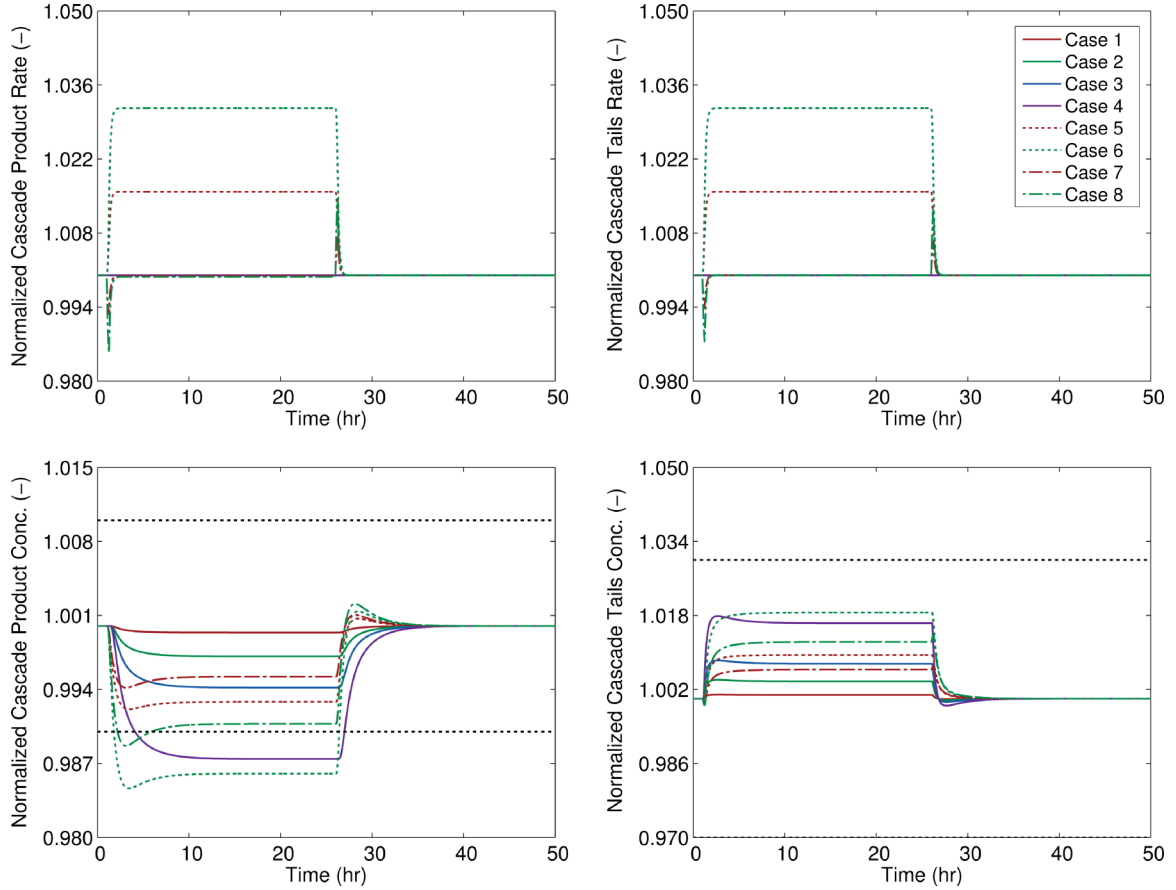 Normalized Cascade Product Rate (−)
1.050
1.036
1.022
1.008
0.994
0.980
0 10 20 30 40 50
Time (hr)
Normalized Cascade Tails Rate (−)
1.050
1.036
1.022
1.008
0.994
0.980
0 10 20 30 40 50
Time (hr)
Case 1
Case 2
Case 3
Case 4
Case 5
Case 6
Case 7
Case 8
Normalized Cascade Product Conc. (−)
1.015
1.008
1.001
0.994
0.987
0.980
0 10 20 30 40 50
Time (hr)
Normalized Cascade Tails Conc. (−)
1.050
1.034
1.018
1.002
0.986
0.970
0 10 20 30 40 50
Time (hr)